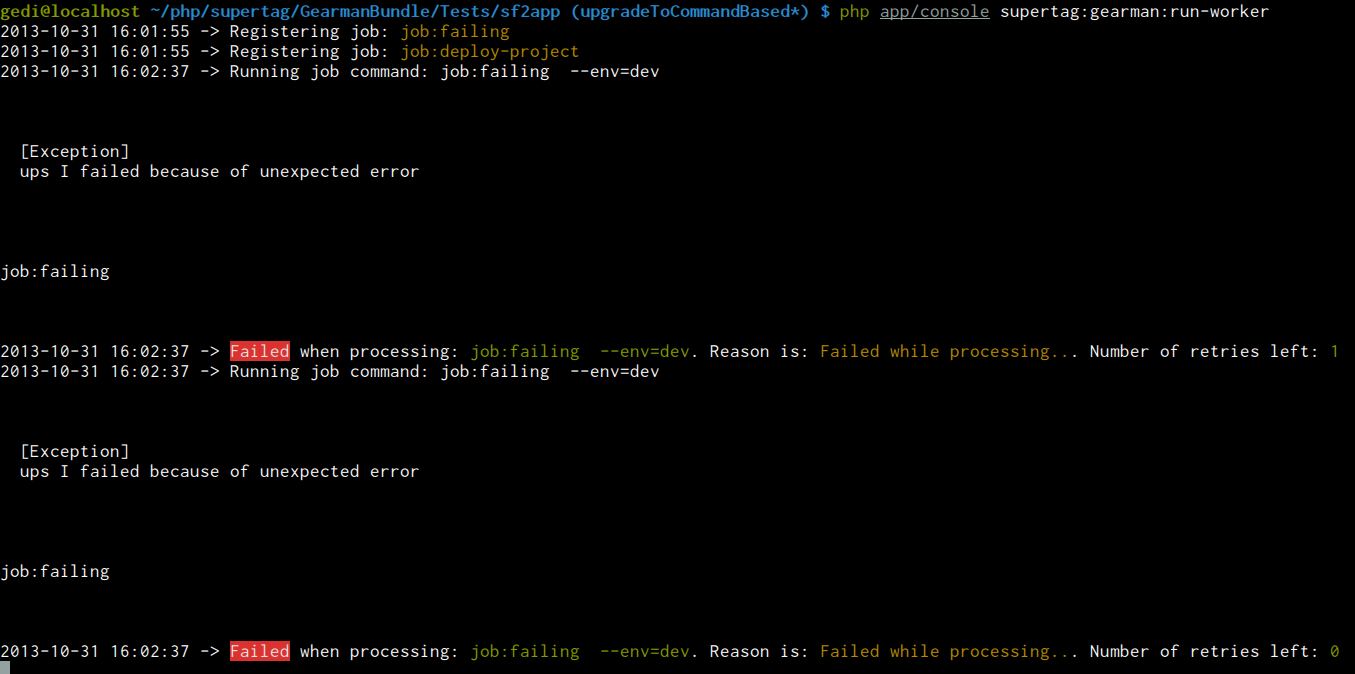 gedi@localhost ~/php/supertag/GearmanBundle/Tests/sf2app (upgradeToCommandBased*) $ php app/console supertag:gearman:run-worker
2013-10-31 16:01:55 -> Registering job: job:failing
2013-10-31 16:01:55 -> Registering job: job:deploy-project
2013-10-31 16:02:37 -> Running job command: job:failing  --env=dev
[Exception]
ups I failed because of unexpected error
job:failing
2013-10-31 16:02:37 -> Failed when processing: job:failing  --env=dev. Reason is: Failed while processing... Number of retries left: 1
2013-10-31 16:02:37 -> Running job command: job:failing  --env=dev
[Exception]
ups I failed because of unexpected error
job:failing
2013-10-31 16:02:37 -> Failed when processing: job:failing  --env=dev. Reason is: Failed while processing... Number of retries left: 0